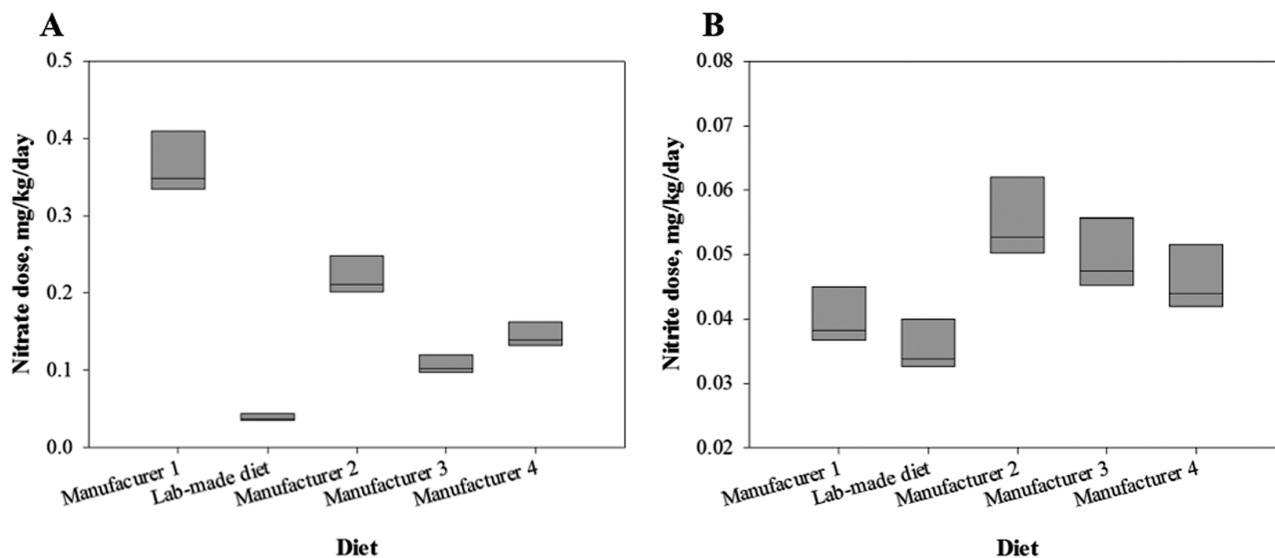 A
Nitrate dose, mg/kg/day
0.5
0.4
0.3
0.2
0.1
0.0
Manufacurer 1
Lab-made diet
Manufacturer 2
Manufacturer 3
Manufacturer 4
Diet
B
Nitrite dose, mg/kg/day
0.08
0.07
0.06
0.05
0.04
0.03
0.02
Manufacurer 1
Lab-made diet
Manufacturer 2
Manufacturer 3
Manufacturer 4
Diet